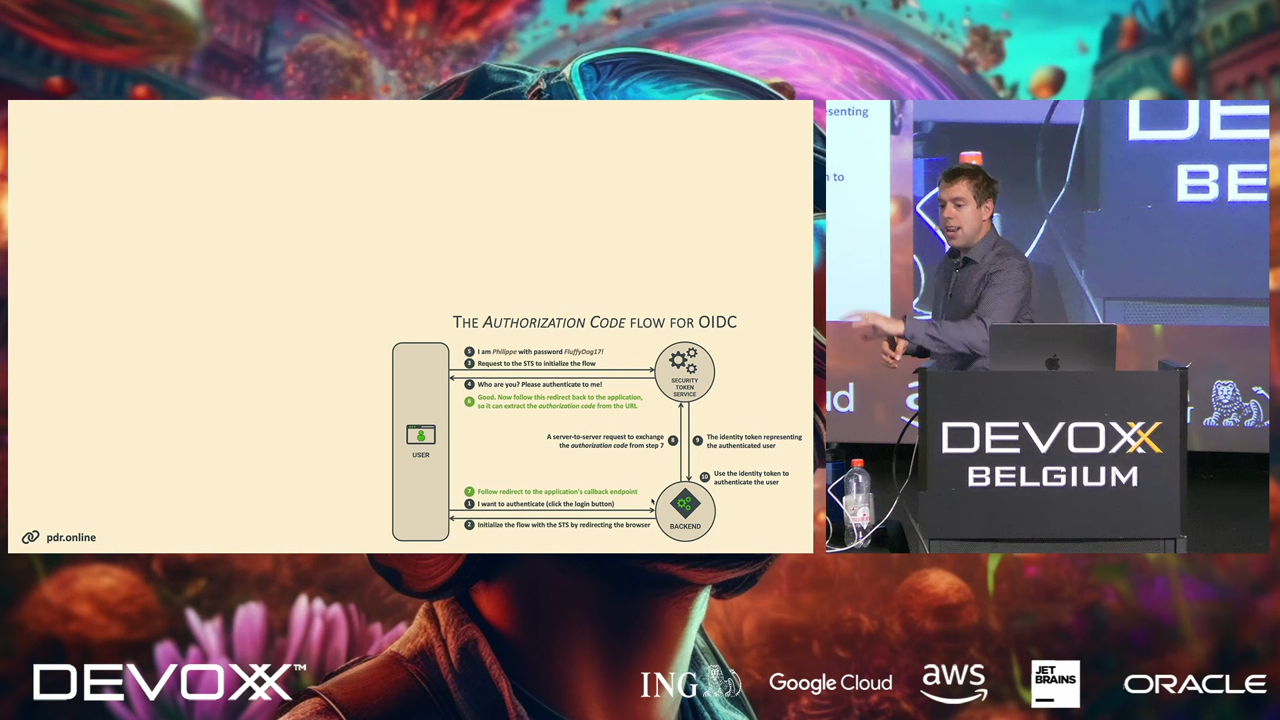 THE AUTHORIZATION CODE FLOW FOR OIDC
5 I am Philippe with password FluffyDog17!
3 Request to the STS to initialize the flow
4 Who are you? Please authenticate to me!
6 Good. Now follow this redirect back to the application,
so it can extract the authorization code from the URL
SECURITY
TOKEN
SERVICE
USER
A server-to-server request to exchange
the authorization code from step 7
8
9
The identity token representing
the authenticated user
10 Use the identity token to
authenticate the user
7 Follow redirect to the application's callback endpoint
1 I want to authenticate (click the login button)
2 Initialize the flow with the STS by redirecting the browser
BACKEND
pdr.online
esenting
n to
DE
BE
ud
DEVOXX
BELGIUM
DEVOXX™
ING
Google Cloud
aws
JET
BRAINS
ORACLE